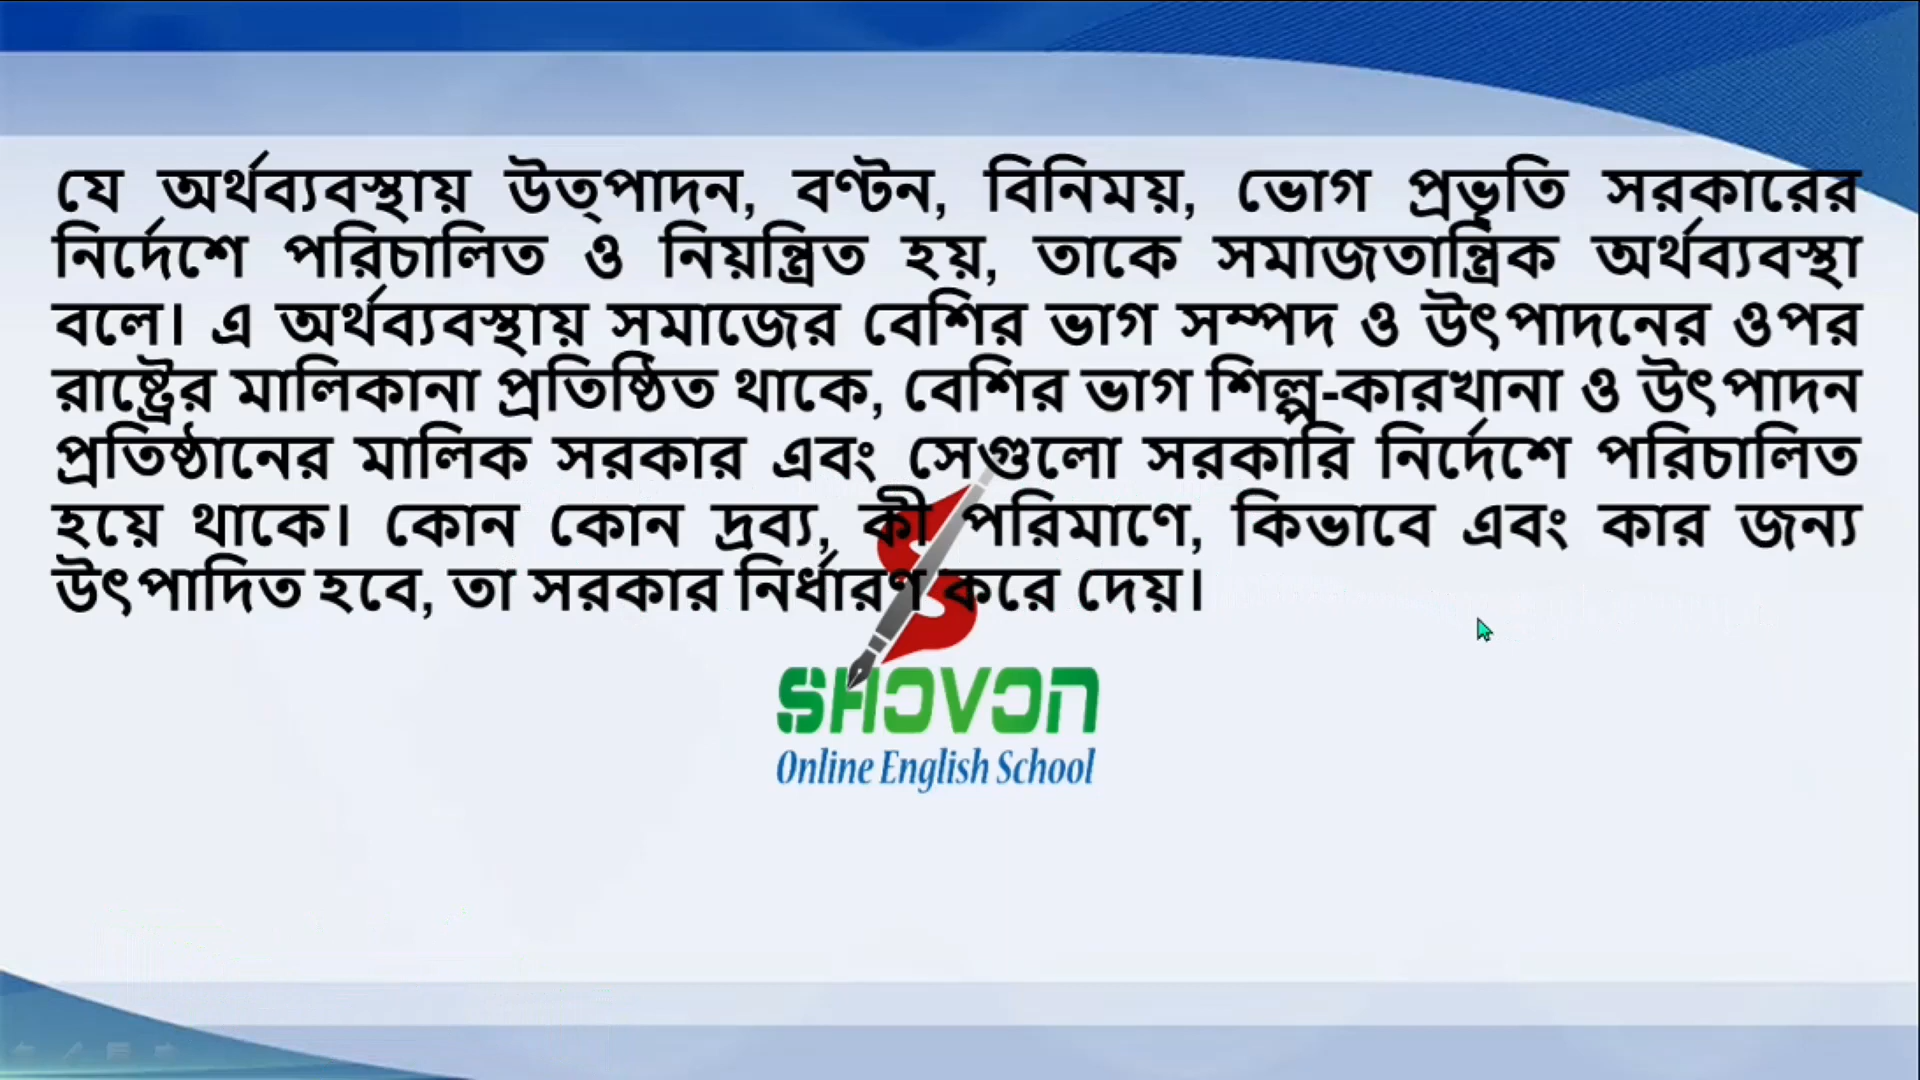 যে অর্থব্যবস্থায় উত্পাদন, বণ্টন, বিনিময়, ভোগ প্রভৃতি সরকারের
নির্দেশে পরিচালিত ও নিয়ন্ত্রিত হয়, তাকে সমাজতান্ত্রিক অর্থব্যবস্থা
বলে। এ অর্থব্যবস্থায় সমাজের বেশির ভাগ সম্পদ ও উৎপাদনের ওপর
রাষ্ট্রের মালিকানা প্রতিষ্ঠিত থাকে, বেশির ভাগ শিল্প-কারখানা ও উৎপাদন
প্রতিষ্ঠানের মালিক সরকার এবং সেগুলো সরকারি নির্দেশে পরিচালিত
হয়ে থাকে। কোন কোন দ্রব্য, কী পরিমাণে, কিভাবে এবং কার জন্য
উৎপাদিত হবে, তা সরকার নির্ধারণ করে দেয়।
SHOVON
Online English School